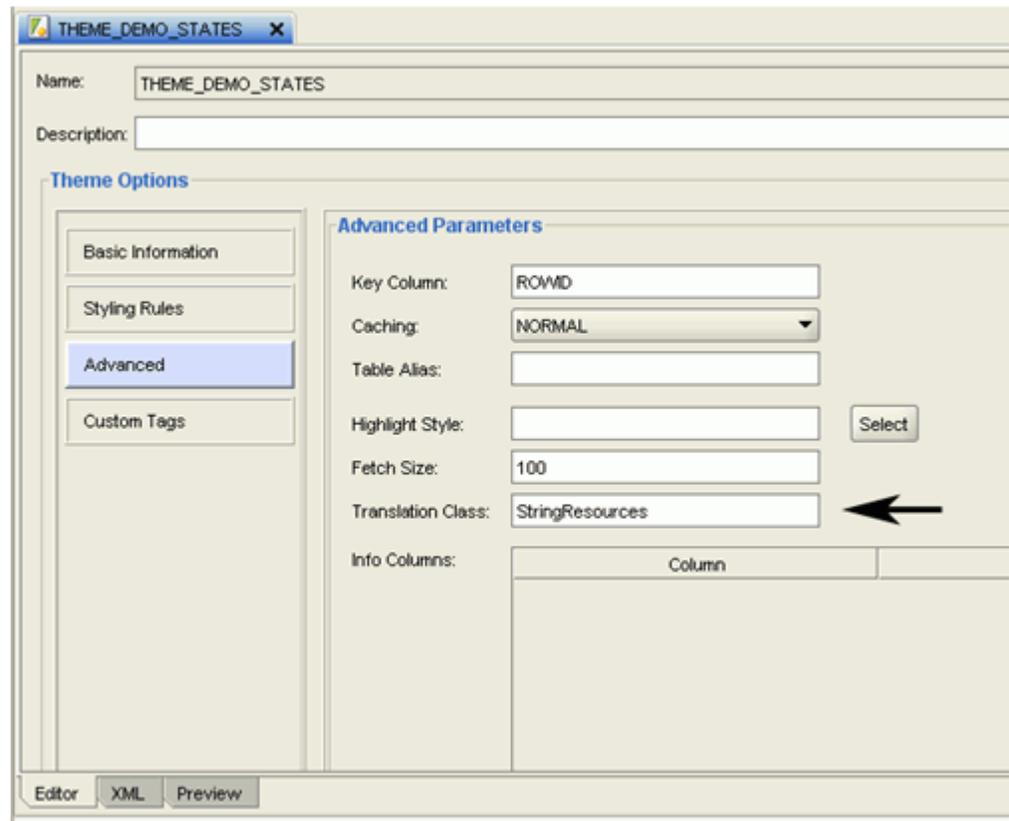 THEME_DEMO_STATES
Name: THEME_DEMO_STATES
Description:
Theme Options
Basic Information
Styling Rules
Advanced
Custom Tags
Advanced Parameters
Key Column: ROWID
Caching: NORMAL
Table Alias:
Highlight Style: Select
Fetch Size: 100
Translation Class: StringResources
Info Columns: Column
Editor XML Preview